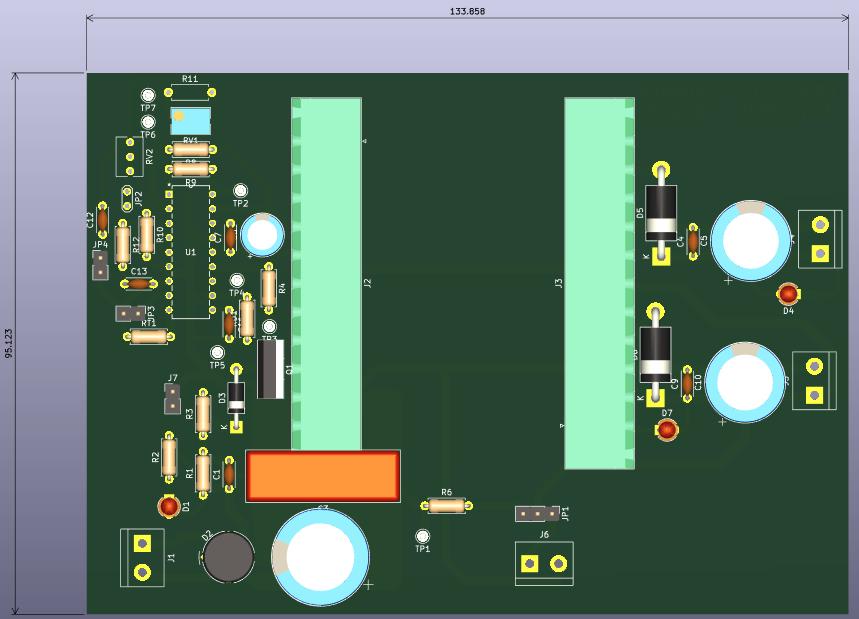 133.858
95.123
R11
TP7
TP6
RV1
RV2
R9
TP2
JP2
C12
R10
R12
U1
C7
JP4
C13
TP4
R4
JP3
RT1
TP3
TP5
Q1
J7
D3
R3
K
R2
R1
C1
D1
D2
J1
C3
J2
J3
D5
K
C4
C5
D4
K
C9
C10
D7
R6
TP1
JP1
J6